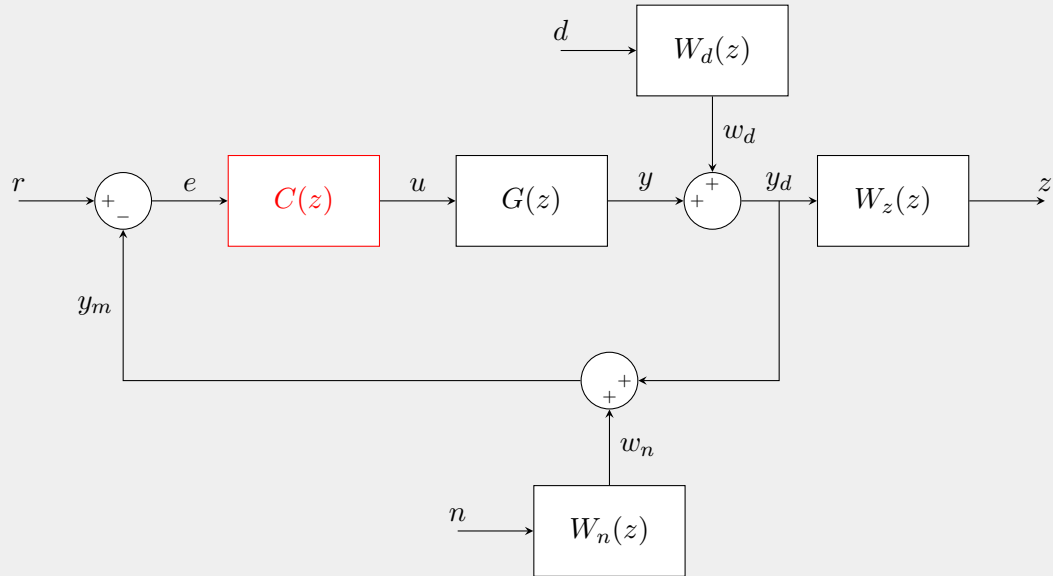 d
W_d(z)
w_d
r
+
−
e
C(z)
u
G(z)
y
+
+
y_d
W_z(z)
z
y_m
+
+
w_n
n
W_n(z)